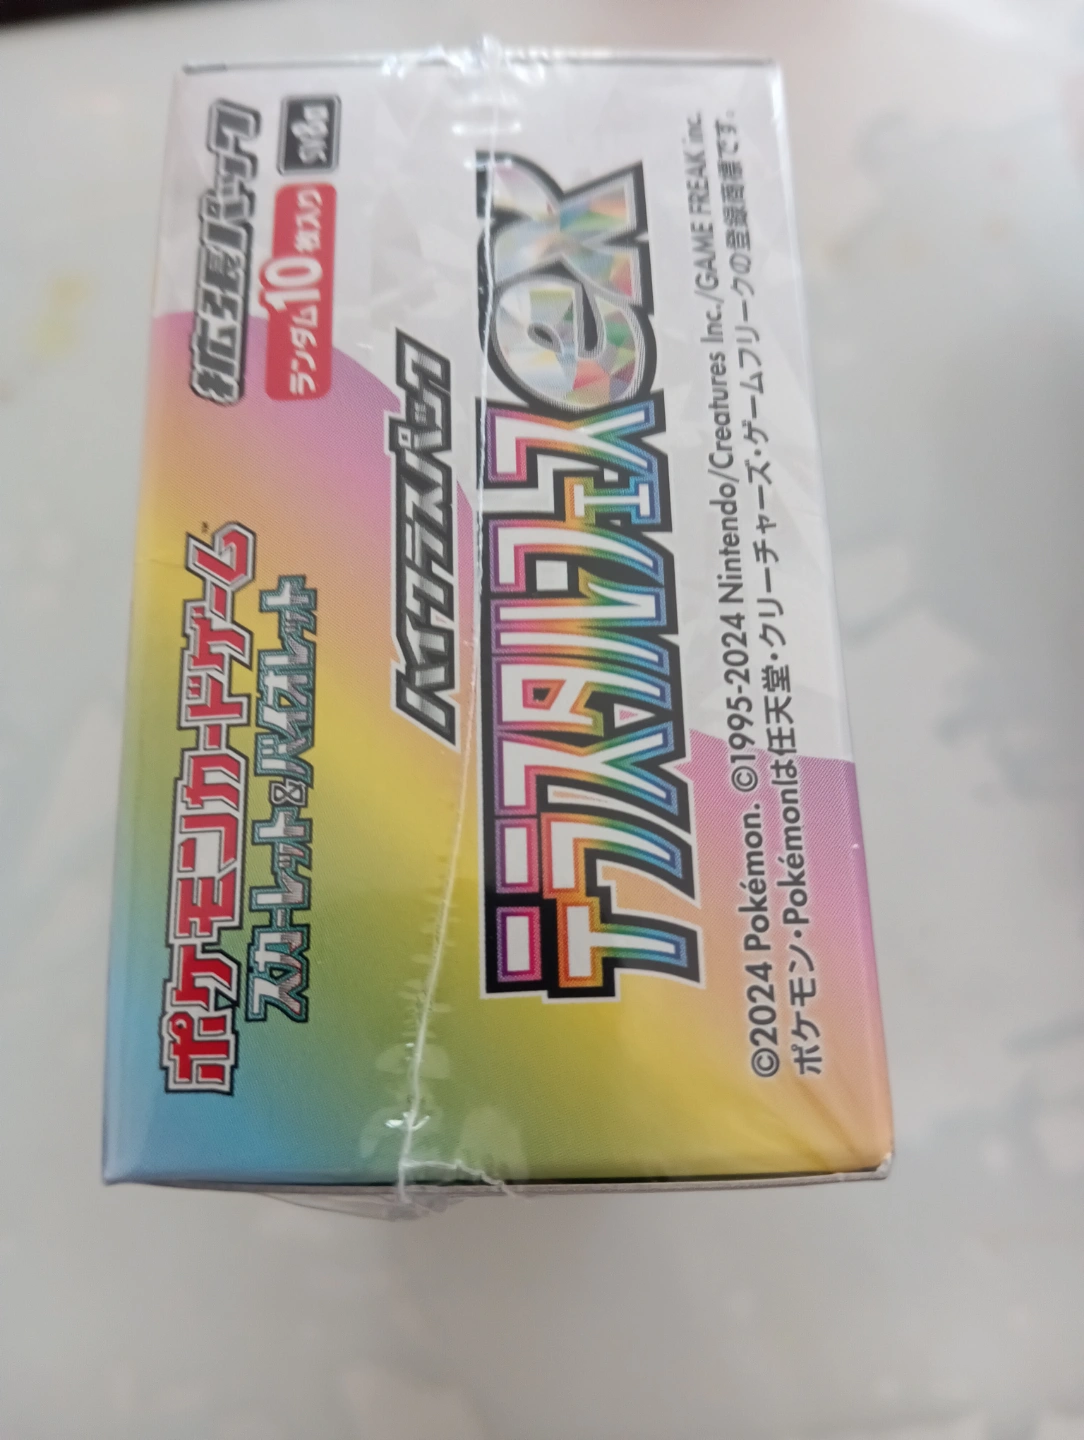 ポケモンカードゲーム™
スカーレット&バイオレット
拡張パック
ランダム10枚入り
sv8a
ハイクラスパック
テラスタルフェスex
©2024 Pokémon. ©1995-2024 Nintendo/Creatures Inc./GAME FREAK inc.
ポケモン・Pokémonは任天堂・クリーチャーズ・ゲームフリークの登録商標です。